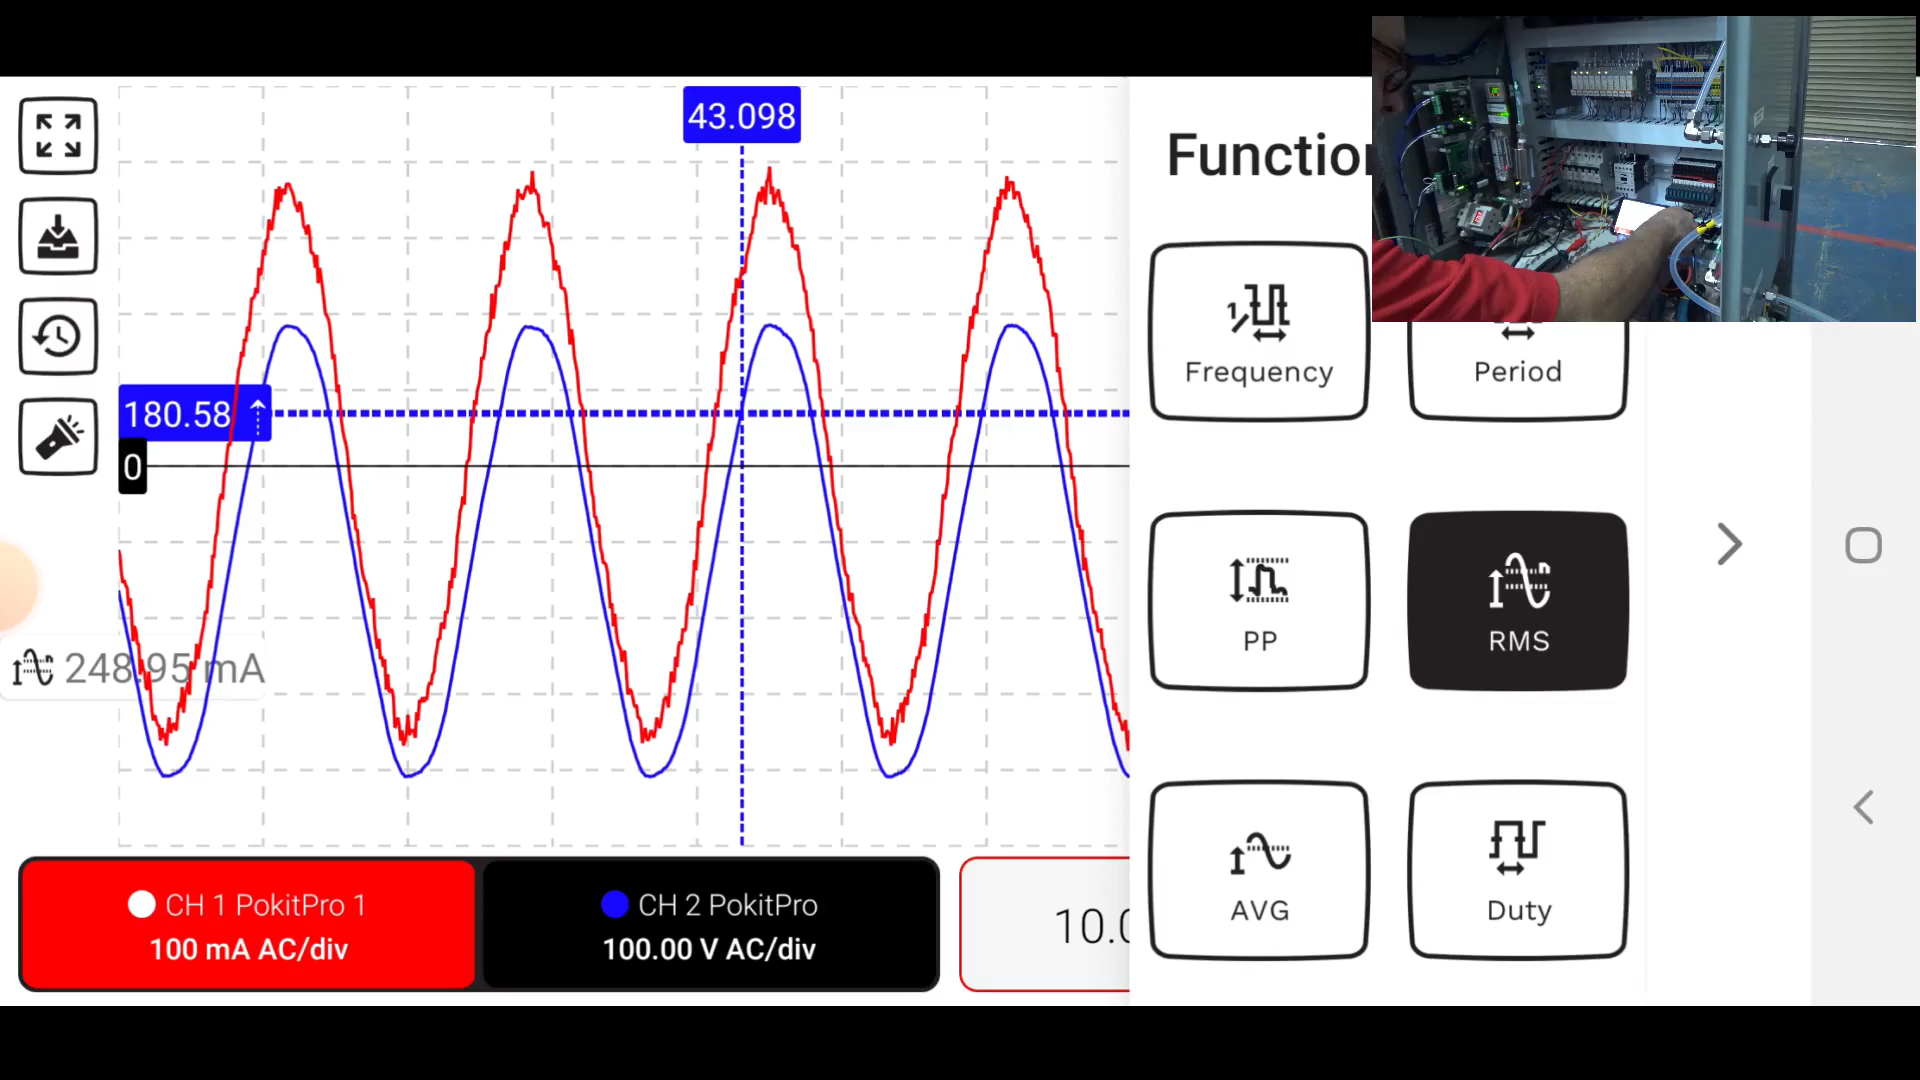 43.098
Function
Frequency
Period
180.58
0
PP
RMS
248.95 mA
AVG
Duty
CH 1 PokitPro 1
100 mA AC/div
CH 2 PokitPro
100.00 V AC/div
10.0